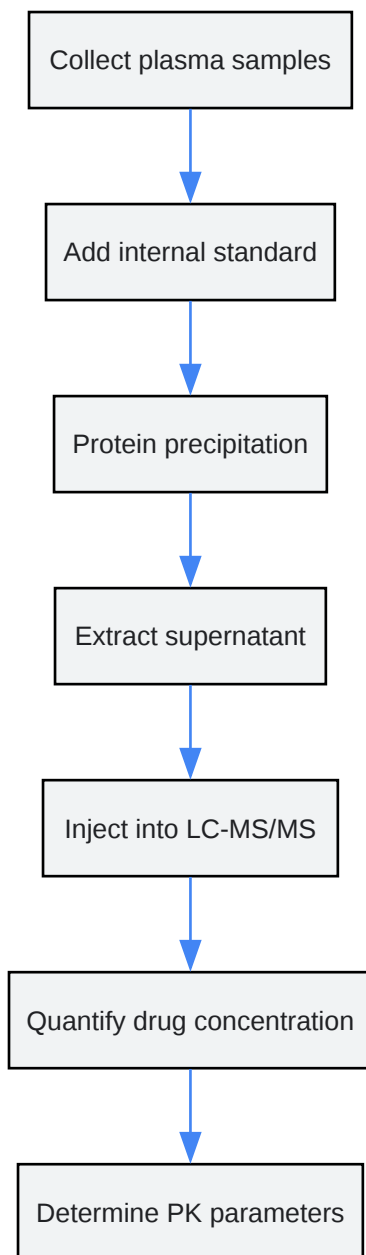 Collect plasma samples
Add internal standard
Protein precipitation
Extract supernatant
Inject into LC-MS/MS
Quantify drug concentration
Determine PK parameters